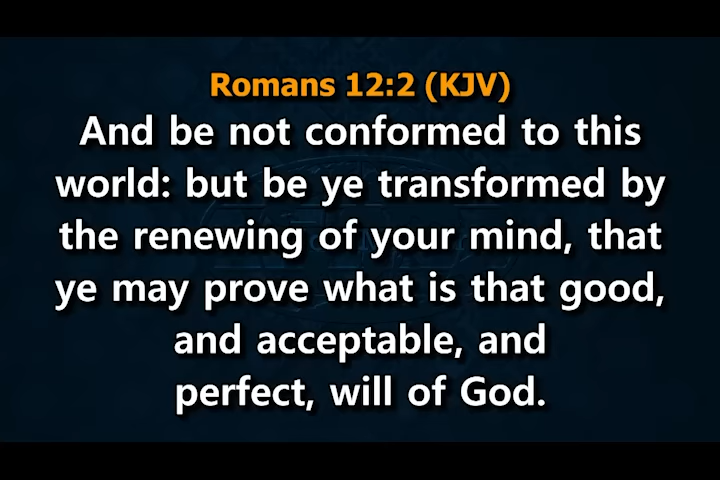 Romans 12:2 (KJV)
And be not conformed to this
world: but be ye transformed by
the renewing of your mind, that
ye may prove what is that good,
and acceptable, and
perfect, will of God.